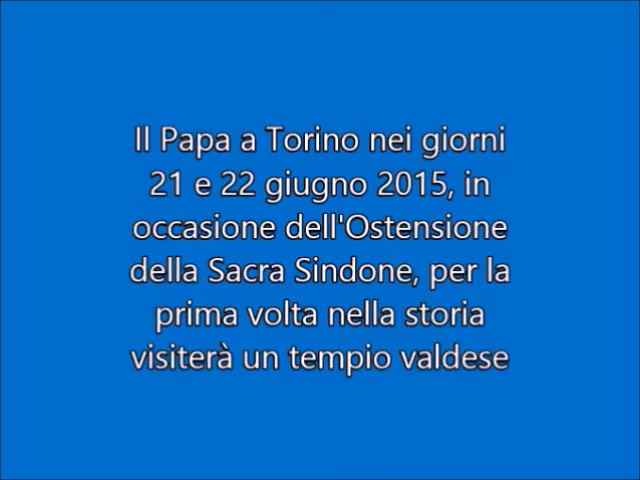 Il Papa a Torino nei giorni
21 e 22 giugno 2015, in
occasione dell'Ostensione
della Sacra Sindone, per la
prima volta nella storia
visiterà un tempio valdese